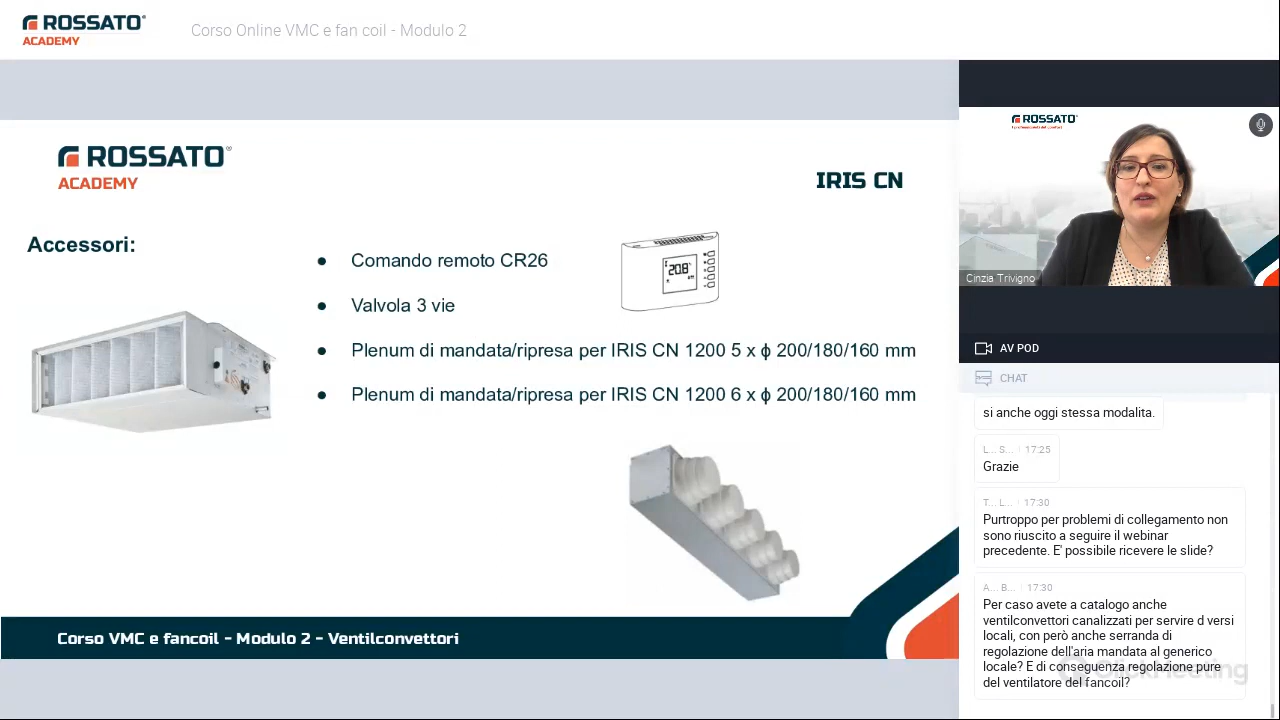 ROSSATO®
ACADEMY
Corso Online VMC e fan coil - Modulo 2
ROSSATO®
ACADEMY
IRIS CN
Accessori:
● Comando remoto CR26
20.8°
● Valvola 3 vie
● Plenum di mandata/ripresa per IRIS CN 1200 5 x ϕ 200/180/160 mm
● Plenum di mandata/ripresa per IRIS CN 1200 6 x ϕ 200/180/160 mm
Corso VMC e fancoil - Modulo 2 - Ventilconvettori
ROSSATO
Cinzia Trivigno
AV POD
CHAT
si anche oggi stessa modalita.
L... S... | 17:25
Grazie
T... L... | 17:30
Purtroppo per problemi di collegamento non
sono riuscito a seguire il webinar
precedente. E' possibile ricevere le slide?
A... B... | 17:30
Per caso avete a catalogo anche
ventilconvettori canalizzati per servire d versi
locali, con però anche serranda di
regolazione dell'aria mandata al generico
locale? E di conseguenza regolazione pure
del ventilatore del fancoil?
ClickMeeting